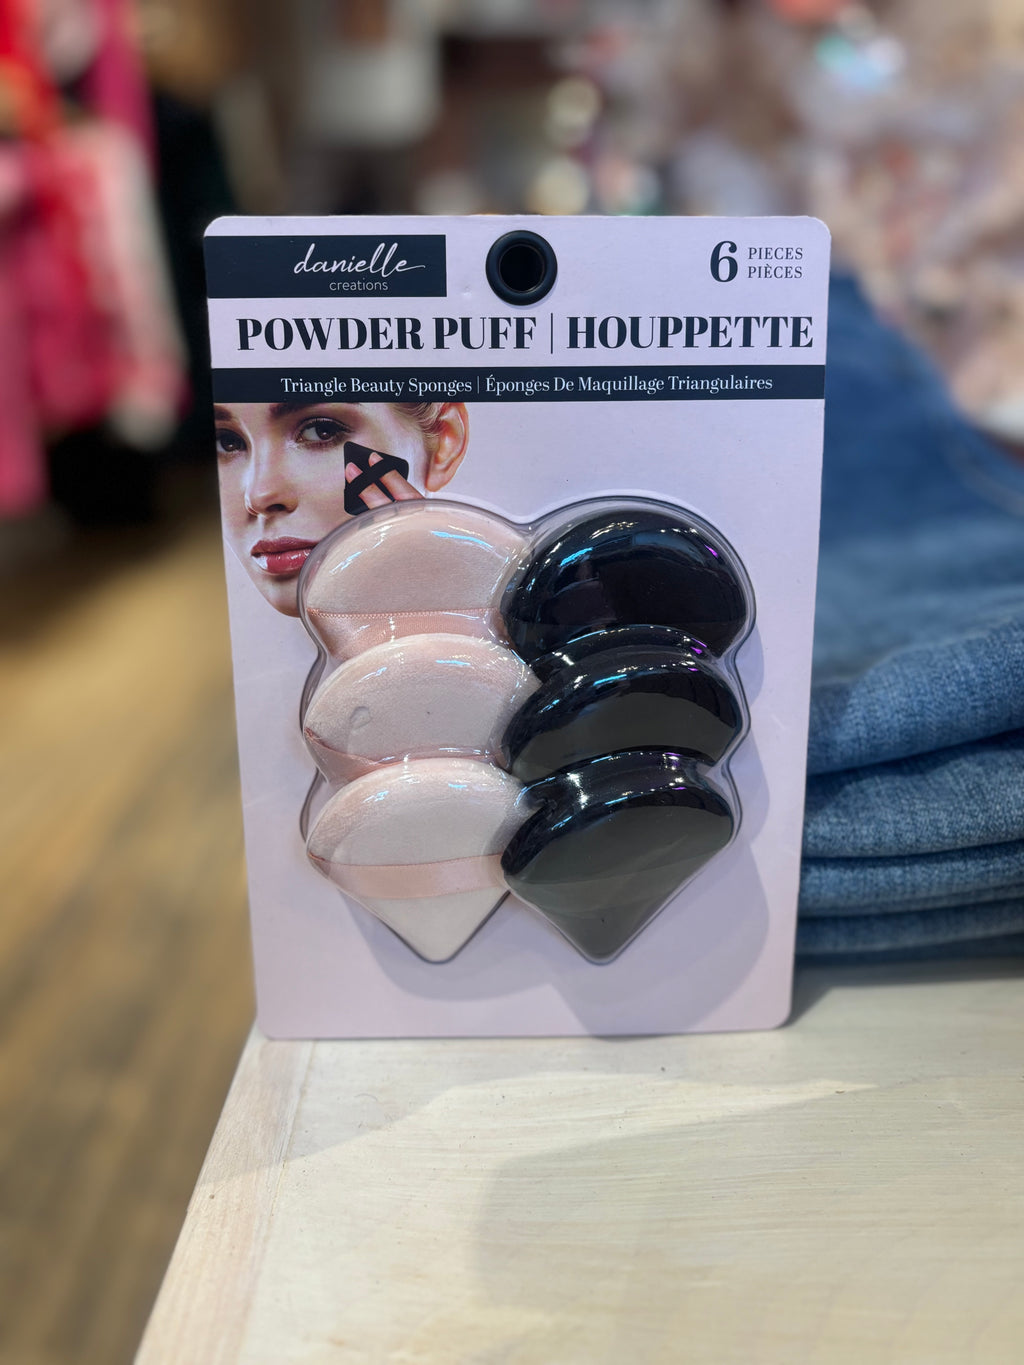 danielle
creations
6 PIECES
PIÈCES
POWDER PUFF | HOUPPETTE
Triangle Beauty Sponges | Éponges De Maquillage Triangulaires